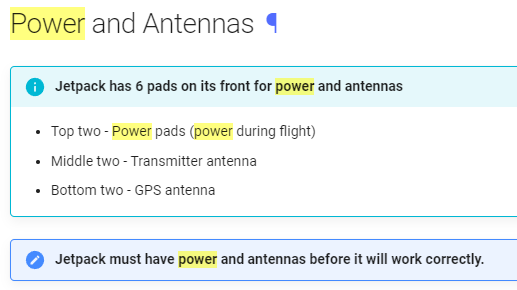 Power and Antennas ¶
Jetpack has 6 pads on its front for power and antennas
• Top two - Power pads (power during flight)
• Middle two - Transmitter antenna
• Bottom two - GPS antenna
Jetpack must have power and antennas before it will work correctly.